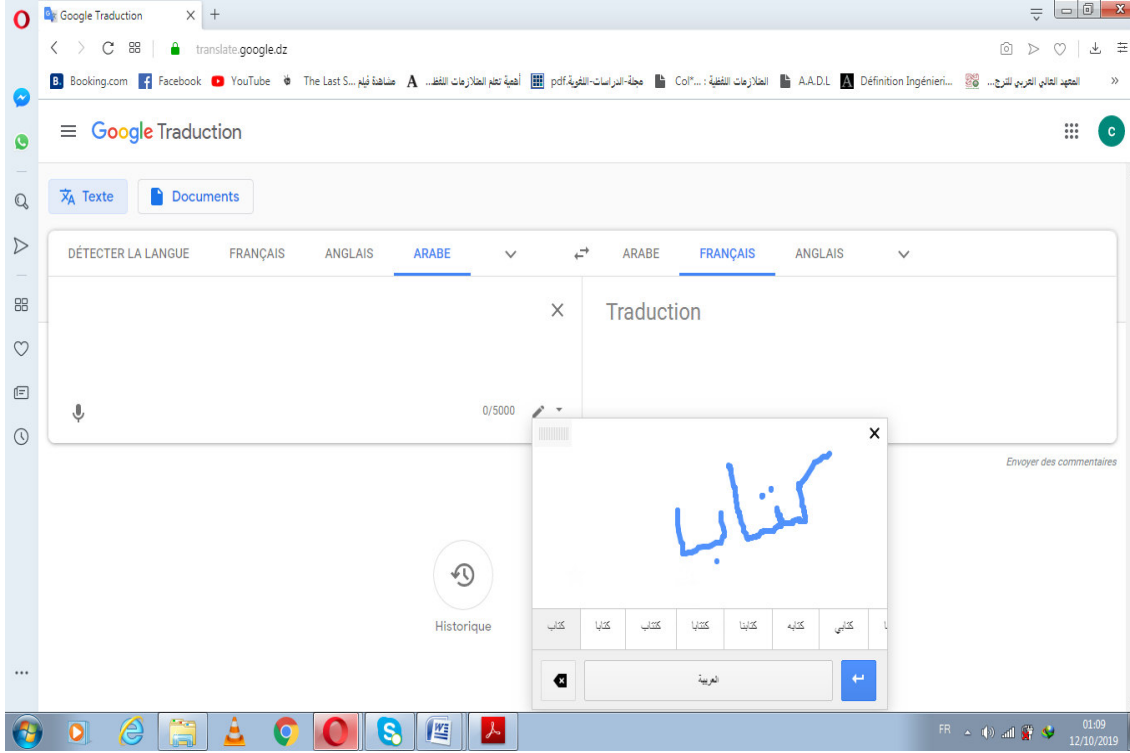 Google Traduction
translate.google.dz
Booking.com Facebook YouTube The Last S... مشاهدة فيلم A أهمية تعلم المتلازمات اللفظ... مجلة-الدراسات-اللغوية.pdf Col*... : المتلازمات اللفظية A.A.D.L Définition Ingénieri... المعهد العالي العربي للترج... »
Google Traduction
C
Texte Documents
DÉTECTER LA LANGUE FRANÇAIS ANGLAIS ARABE ARABE FRANÇAIS ANGLAIS
Traduction
0/5000
Envoyer des commentaires
كتاب
Historique
كتاب كتابا كتتاب كتتابا كتابنا كتابه كتابي
العربية
FR 01:09
12/10/2019